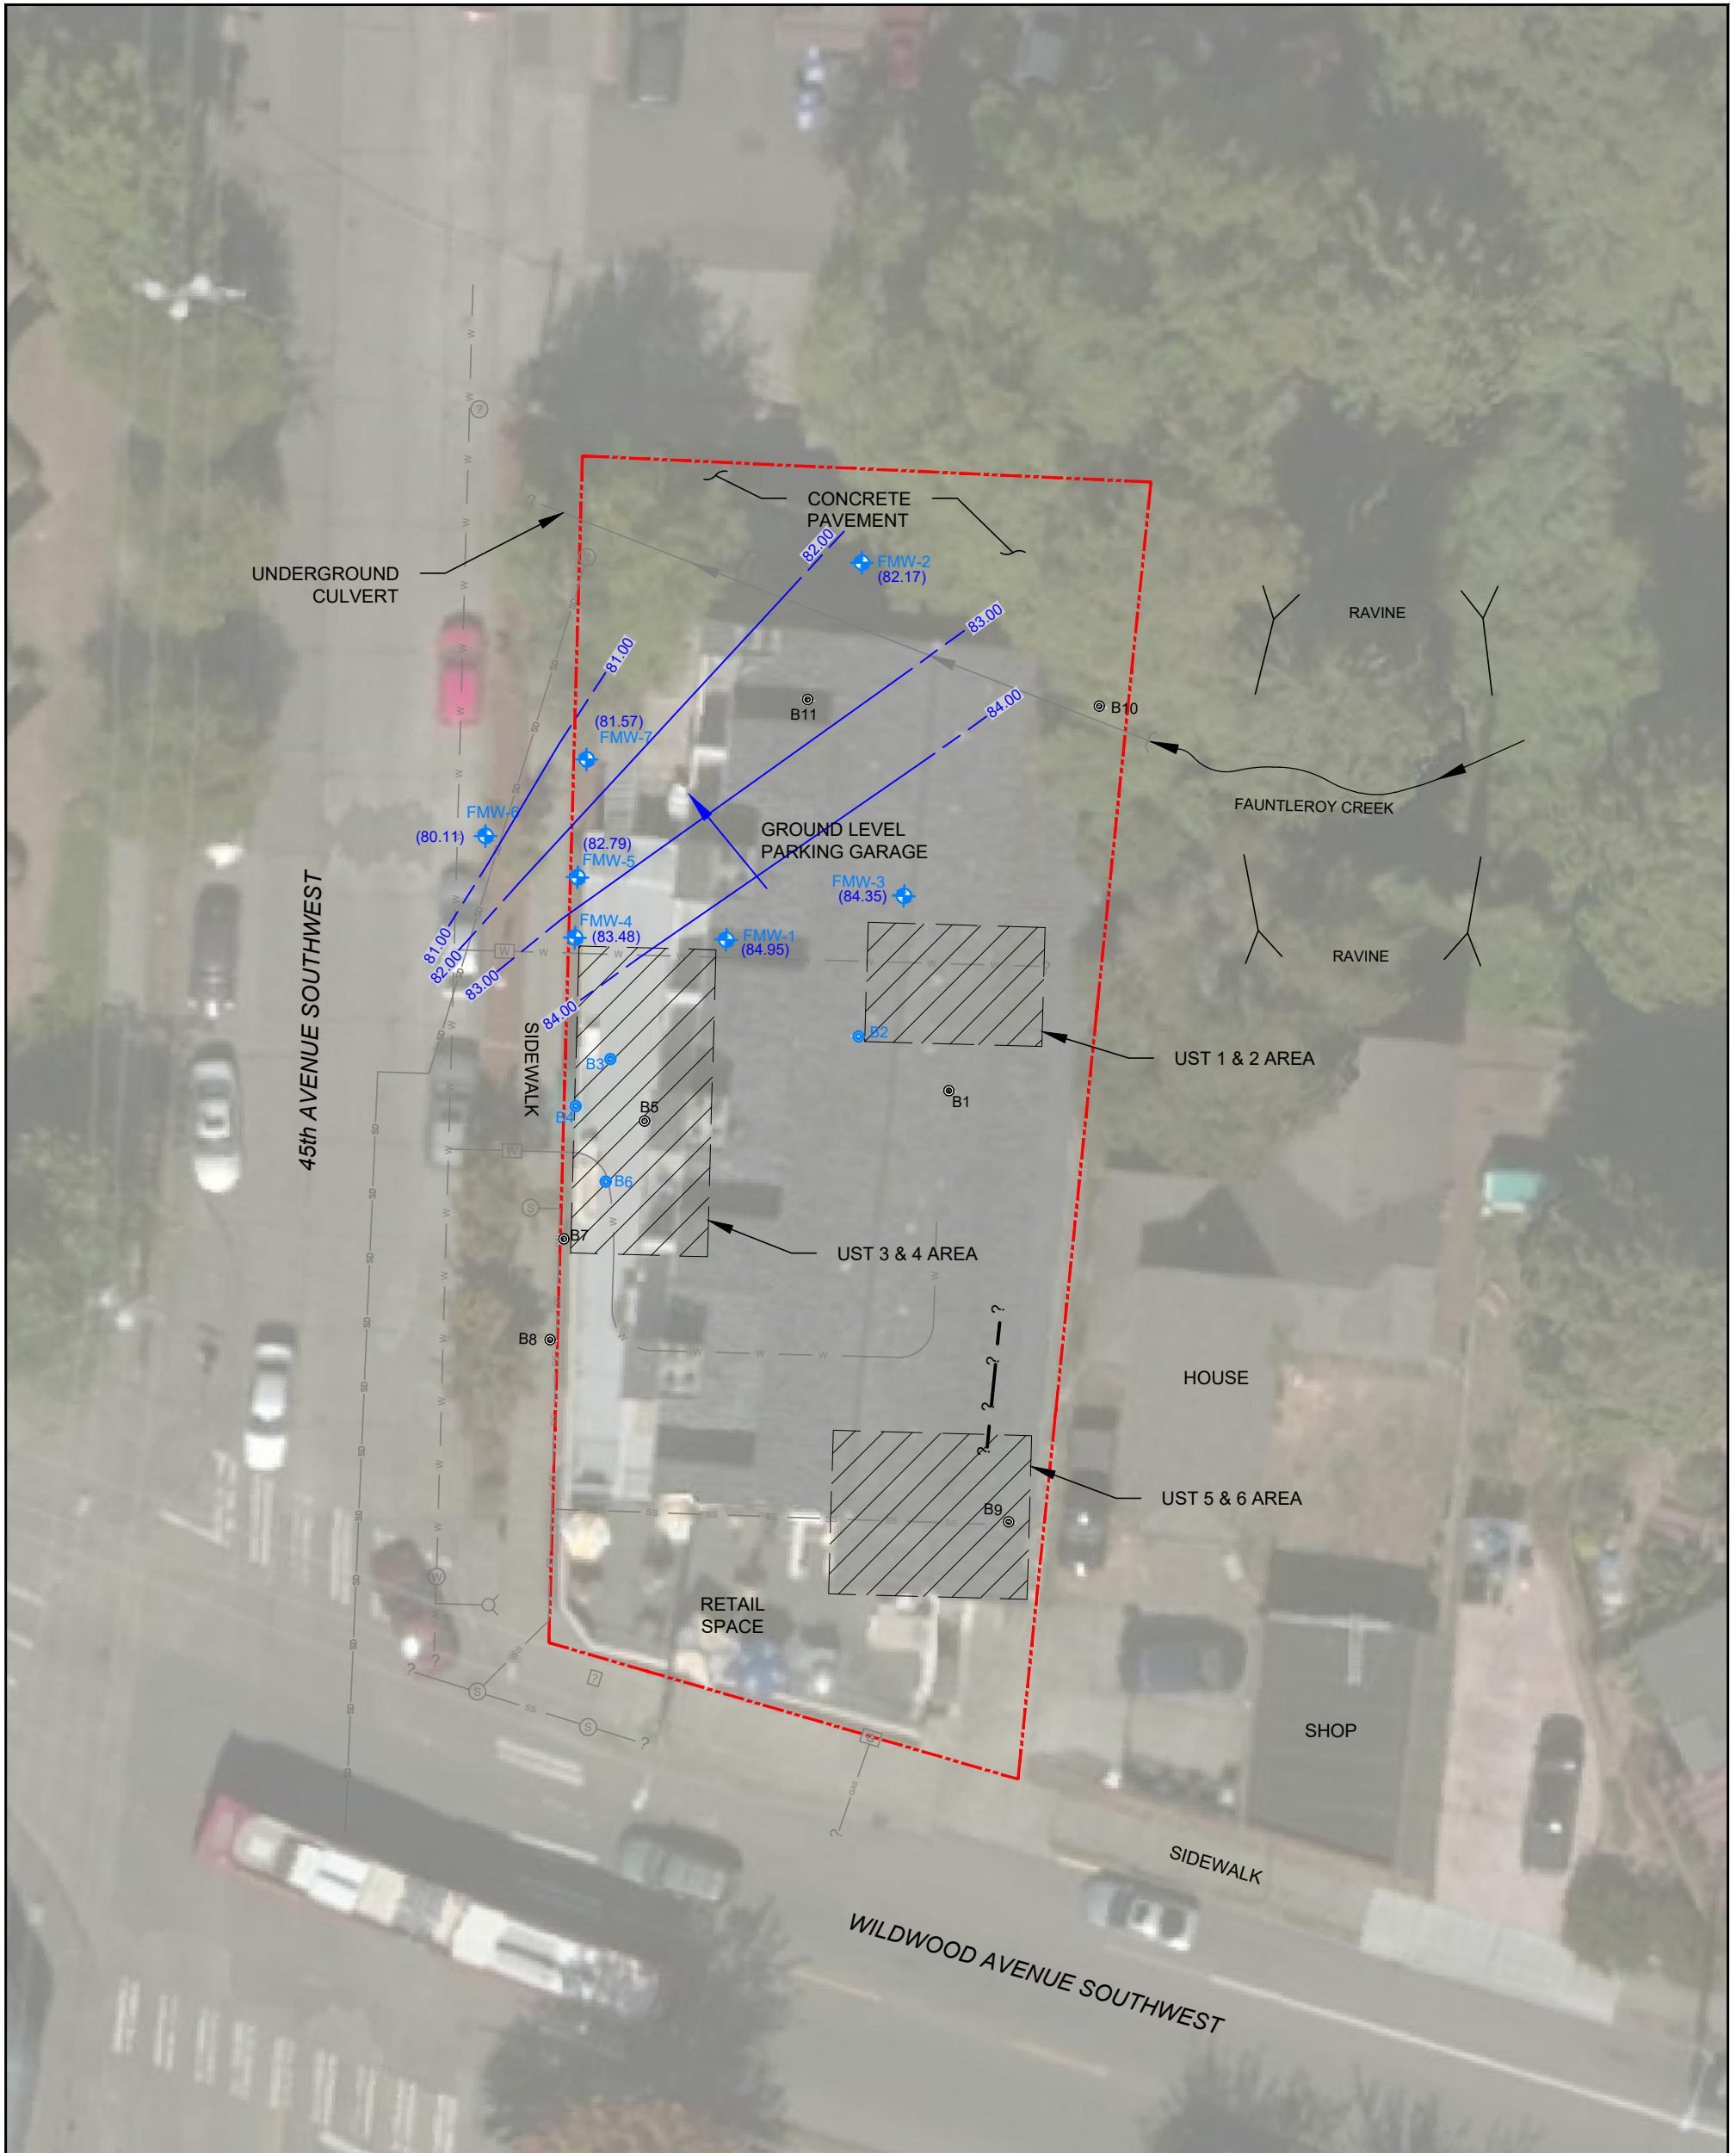 CONCRETE
PAVEMENT
82.00
FMW-2
(82.17)
UNDERGROUND
CULVERT
83.00
RAVINE
81.00
84.00
B11
B10
(81.57)
FMW-7
FAUNTLEROY CREEK
FMW-6
(80.11)
GROUND LEVEL
PARKING GARAGE
(82.79)
FMW-5
FMW-3
(84.35)
FMW-4
(83.48)
FMW-1
(84.95)
81.00
82.00
83.00
84.00
RAVINE
45th AVENUE SOUTHWEST
SIDEWALK
B2
B3
UST 1 & 2 AREA
B4
B5
B1
B6
B7
UST 3 & 4 AREA
B8
HOUSE
UST 5 & 6 AREA
B9
RETAIL
SPACE
SHOP
SIDEWALK
WILDWOOD AVENUE SOUTHWEST
W
SD
SS
GAS
S
?